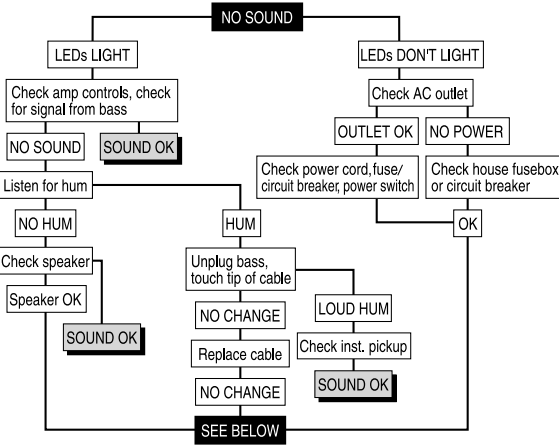 NO SOUND
LEDs LIGHT
LEDs DON'T LIGHT
Check amp controls, check
for signal from bass
Check AC outlet
NO SOUND
SOUND OK
OUTLET OK
NO POWER
Listen for hum
Check power cord,fuse/
circuit breaker, power switch
Check house fusebox
or circuit breaker
NO HUM
HUM
OK
Check speaker
Unplug bass,
touch tip of cable
Speaker OK
NO CHANGE
LOUD HUM
SOUND OK
Replace cable
Check inst. pickup
NO CHANGE
SOUND OK
SEE BELOW